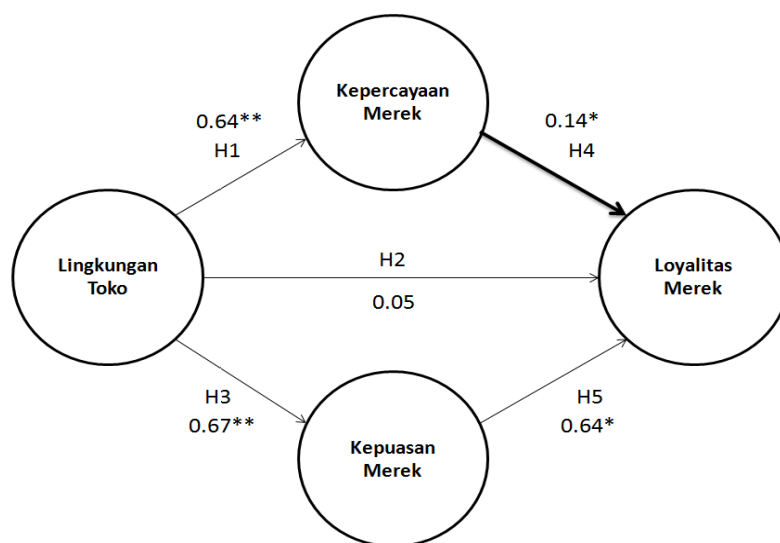 Kepercayaan
Merek
0.64**
H1
0.14*
H4
Lingkungan
Toko
H2
0.05
Loyalitas
Merek
H3
0.67**
Kepuasan
Merek
H5
0.64*